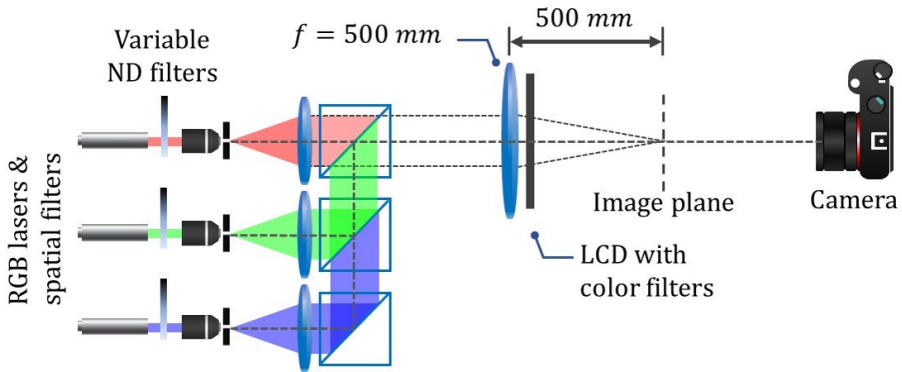 Variable
ND filters
f = 500 mm
500 mm
RGB lasers &
spatial filters
Image plane
Camera
LCD with
color filters